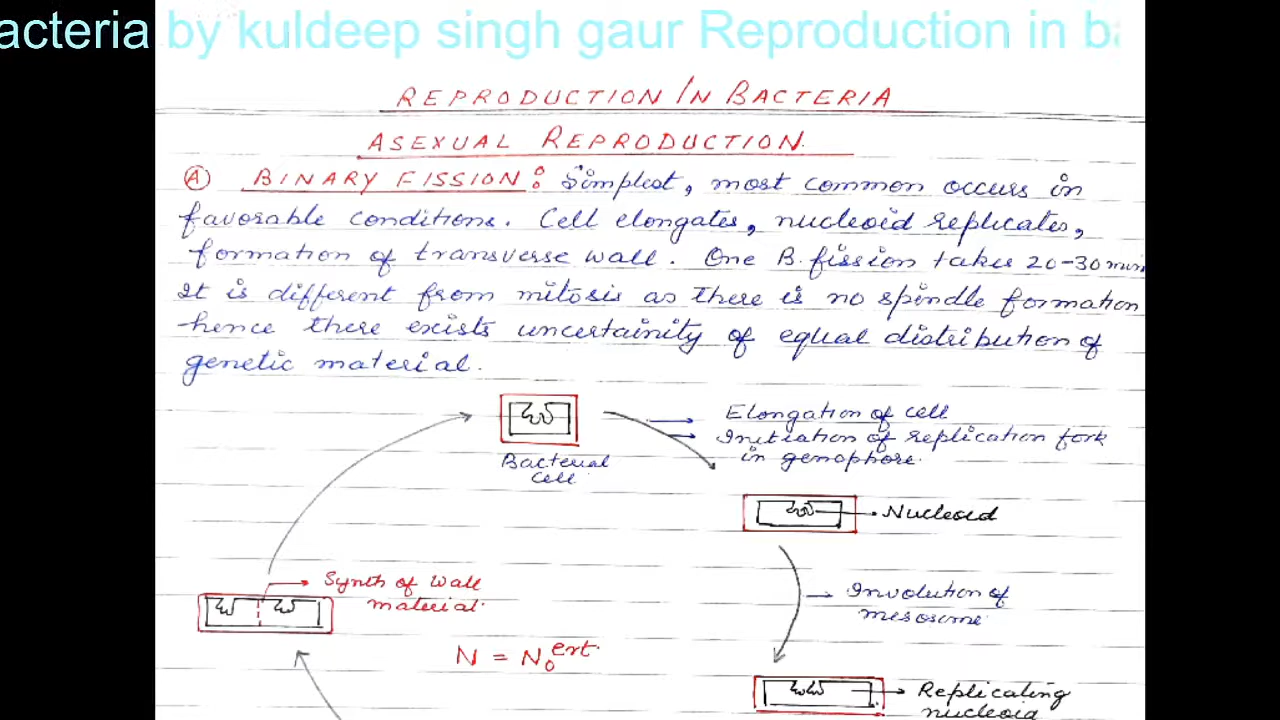 acteria by kuldeep singh gaur Reproduction in ba
REPRODUCTION IN BACTERIA
ASEXUAL REPRODUCTION.
(A) BINARY FISSION: Simplest, most common occurs in
favorable conditions. Cell elongates, nucleoid replicates,
formation of transverse wall. One B. fission takes 20-30 min
It is different from mitosis as there is no spindle formation
hence there exists uncertainity of equal distribution of
genetic material.
Elongation of cell
Initiation of replication fork
in genophore.
Bacterial
cell
Nucleoid
Synth of wall
material.
Involution of
mesosome
N = N₀ᵉʳᵗ·
Replicating
nucleoid